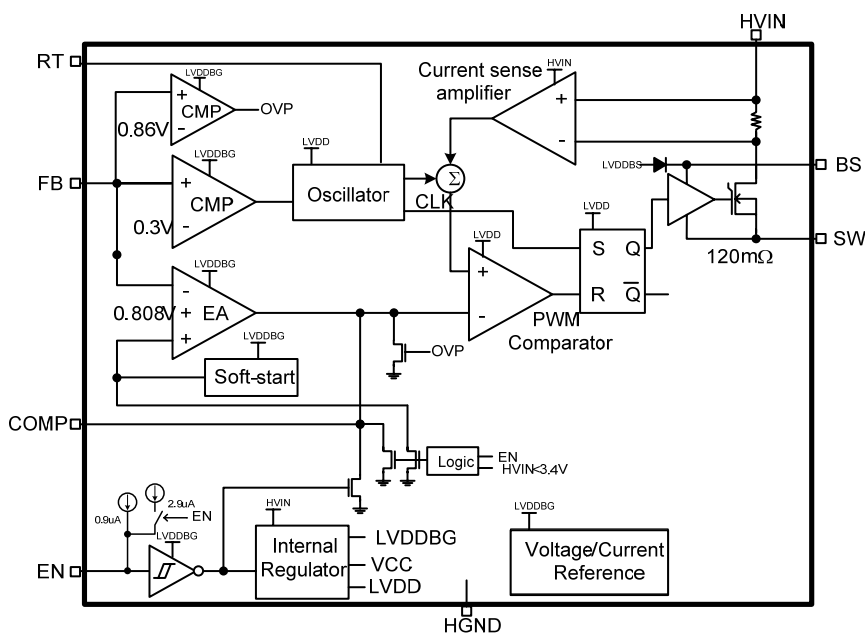 HVIN
RT
LVDDBG
HVIN
Current sense
amplifier
+
CMP
-
OVP
0.86V
+
-
LVDD
LVDDBG
FB
+
CMP
-
0.3V
Oscillator
Σ
CLK
LVDDBS
BS
SW
120mΩ
LVDD
LVDD
S Q
R Q̅
+
-
PWM
Comparator
LVDDBG
-
+
+
EA
0.808V
OVP
LVDDBG
Soft-start
COMP
Logic
EN
HVIN<3.4V
2.9uA
0.9uA
EN
LVDDBG
EN
HVIN
Internal
Regulator
LVDDBG
VCC
LVDD
LVDDBG
Voltage/Current
Reference
HGND